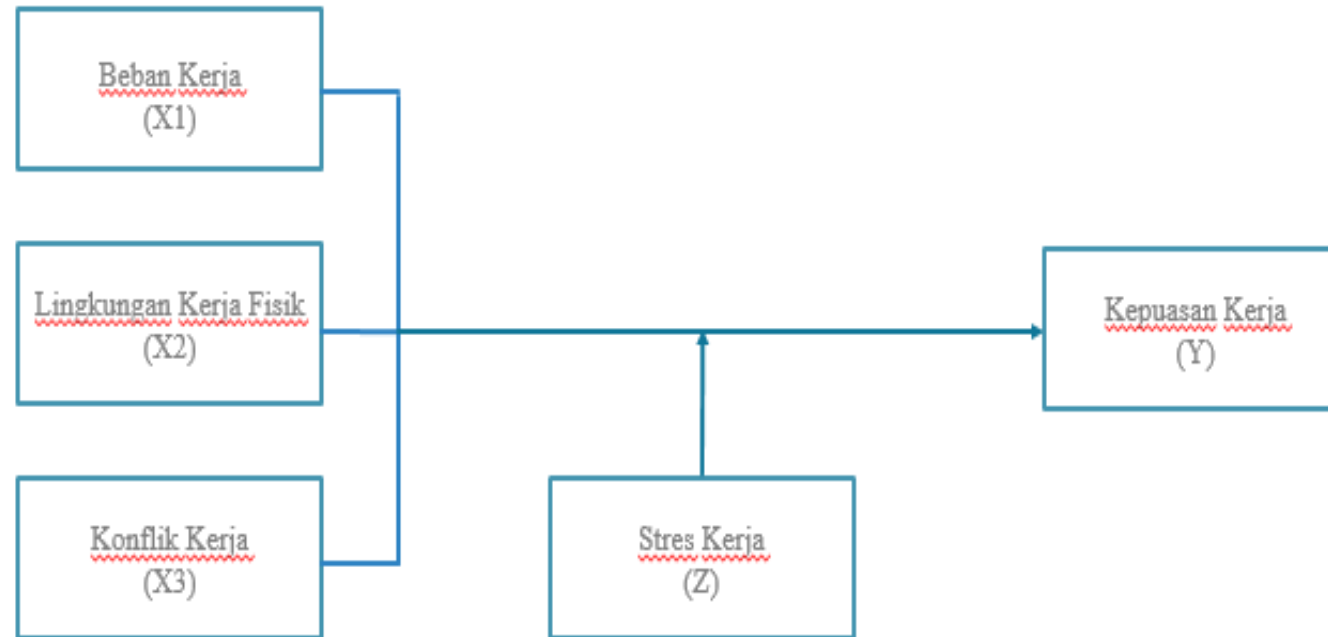 Beban Kerja
(X1)
Lingkungan Kerja Fisik
(X2)
Kepuasan Kerja
(Y)
Konflik Kerja
(X3)
Stres Kerja
(Z)